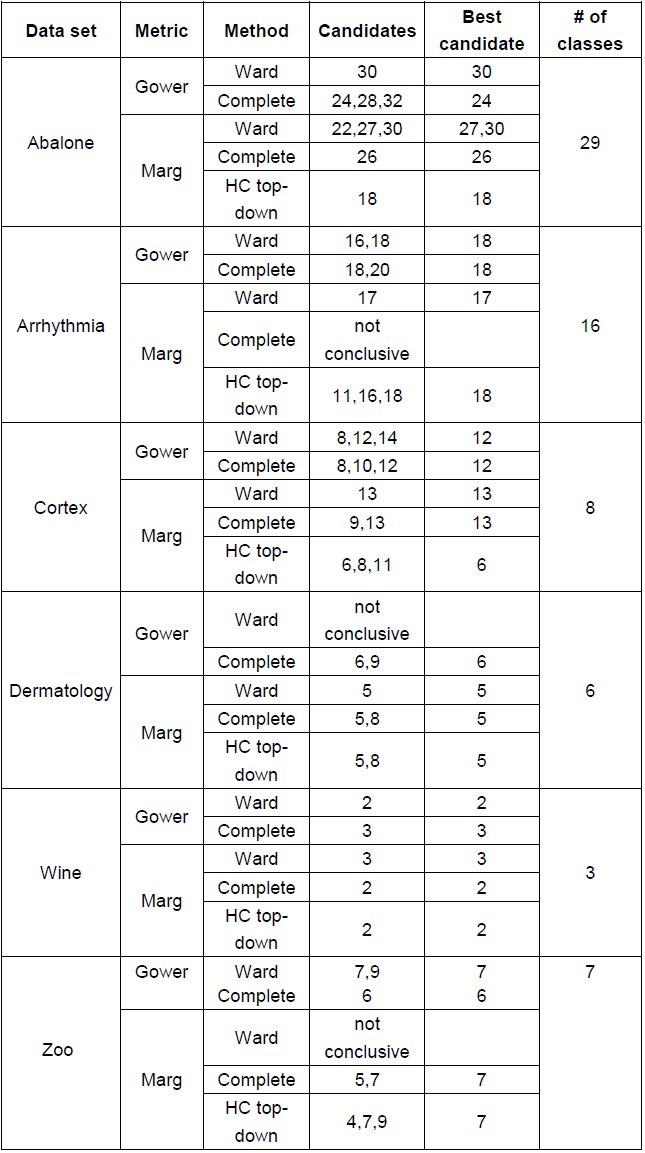 Data set Metric Method Candidates Best candidate # of classes
Abalone Gower Ward 30 30 29
Complete 24,28,32 24
Marg Ward 22,27,30 27,30
Complete 26 26
HC top-down 18 18
Arrhythmia Gower Ward 16,18 18 16
Complete 18,20 18
Marg Ward 17 17
Complete not conclusive
HC top-down 11,16,18 18
Cortex Gower Ward 8,12,14 12 8
Complete 8,10,12 12
Marg Ward 13 13
Complete 9,13 13
HC top-down 6,8,11 6
Dermatology Gower Ward not conclusive 6
Complete 6,9 6
Marg Ward 5 5
Complete 5,8 5
HC top-down 5,8 5
Wine Gower Ward 2 2 3
Complete 3 3
Marg Ward 3 3
Complete 2 2
HC top-down 2 2
Zoo Gower Ward 7,9 7 7
Complete 6 6
Marg Ward not conclusive
Complete 5,7 7
HC top-down 4,7,9 7